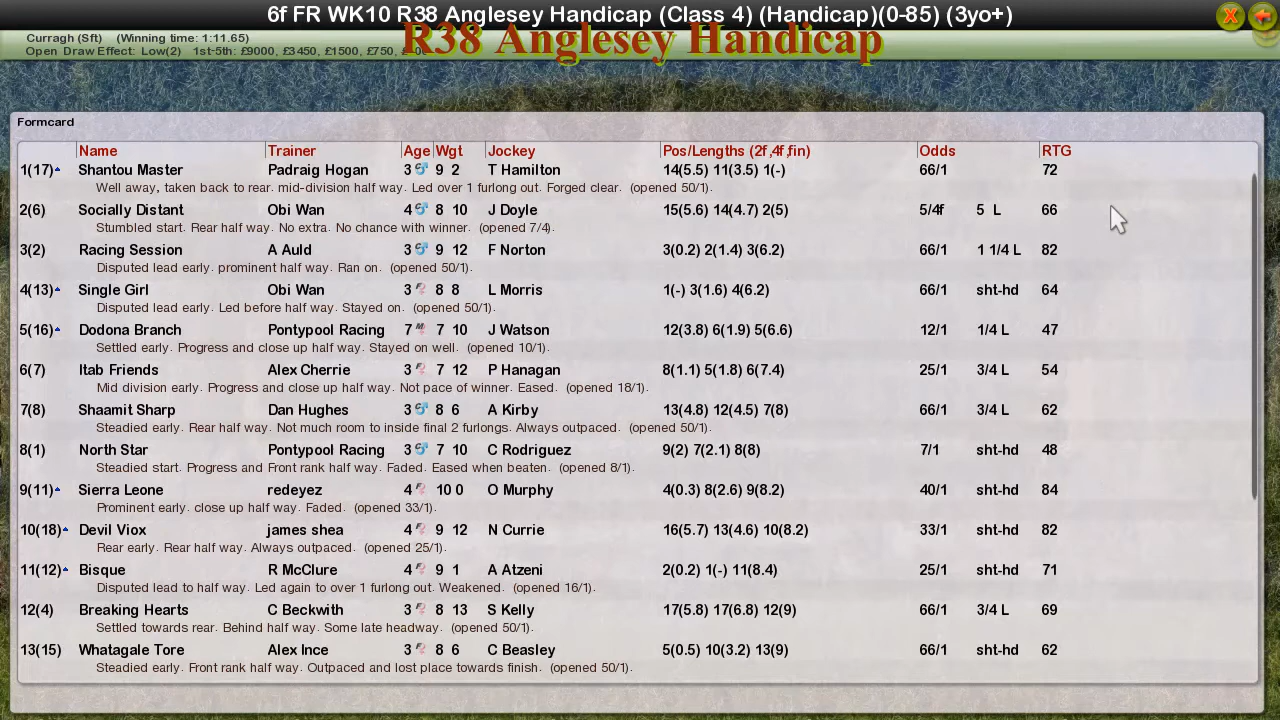 6f FR WK10 R38 Anglesey Handicap (Class 4) (Handicap)(0-85) (3yo+)
R38 Anglesey Handicap
Curragh (Sft) (Winning time: 1:11.65)
Open Draw Effect: Low(2) 1st-5th: £9000, £3450, £1500, £750,
Formcard
Name Trainer Age Wgt Jockey Pos/Lengths (2f,4f,fin) Odds RTG
1(17) Shantou Master Padraig Hogan 3 9 2 T Hamilton 14(5.5) 11(3.5) 1(-) 66/1 72
Well away, taken back to rear. mid-division half way. Led over 1 furlong out. Forged clear. (opened 50/1).
2(6) Socially Distant Obi Wan 4 8 10 J Doyle 15(5.6) 14(4.7) 2(5) 5/4f 5 L 66
Stumbled start. Rear half way. No extra. No chance with winner. (opened 7/4).
3(2) Racing Session A Auld 3 9 12 F Norton 3(0.2) 2(1.4) 3(6.2) 66/1 1 1/4 L 82
Disputed lead early. prominent half way. Ran on. (opened 50/1).
4(13) Single Girl Obi Wan 3 8 8 L Morris 1(-) 3(1.6) 4(6.2) 66/1 sht-hd 64
Disputed lead early. Led before half way. Stayed on. (opened 50/1).
5(16) Dodona Branch Pontypool Racing 7 7 10 J Watson 12(3.8) 6(1.9) 5(6.6) 12/1 1/4 L 47
Settled early. Progress and close up half way. Stayed on well. (opened 10/1).
6(7) Itab Friends Alex Cherrie 3 7 12 P Hanagan 8(1.1) 5(1.8) 6(7.4) 25/1 3/4 L 54
Mid division early. Progress and close up half way. Not pace of winner. Eased. (opened 18/1).
7(8) Shaamit Sharp Dan Hughes 3 8 6 A Kirby 13(4.8) 12(4.5) 7(8) 66/1 3/4 L 62
Steadied early. Rear half way. Not much room to inside final 2 furlongs. Always outpaced. (opened 50/1).
8(1) North Star Pontypool Racing 3 7 10 C Rodriguez 9(2) 7(2.1) 8(8) 7/1 sht-hd 48
Steadied start. Progress and Front rank half way. Faded. Eased when beaten. (opened 8/1).
9(11) Sierra Leone redeyez 4 10 0 O Murphy 4(0.3) 8(2.6) 9(8.2) 40/1 sht-hd 84
Prominent early. close up half way. Faded. (opened 33/1).
10(18) Devil Viox james shea 4 9 12 N Currie 16(5.7) 13(4.6) 10(8.2) 33/1 sht-hd 82
Rear early. Rear half way. Always outpaced. (opened 25/1).
11(12) Bisque R McClure 4 9 1 A Atzeni 2(0.2) 1(-) 11(8.4) 25/1 sht-hd 71
Disputed lead to half way. Led again to over 1 furlong out. Weakened. (opened 16/1).
12(4) Breaking Hearts C Beckwith 3 8 13 S Kelly 17(5.8) 17(6.8) 12(9) 66/1 3/4 L 69
Settled towards rear. Behind half way. Some late headway. (opened 50/1).
13(15) Whatagale Tore Alex Ince 3 8 6 C Beasley 5(0.5) 10(3.2) 13(9) 66/1 sht-hd 62
Steadied early. Front rank half way. Outpaced and lost place towards finish. (opened 50/1).